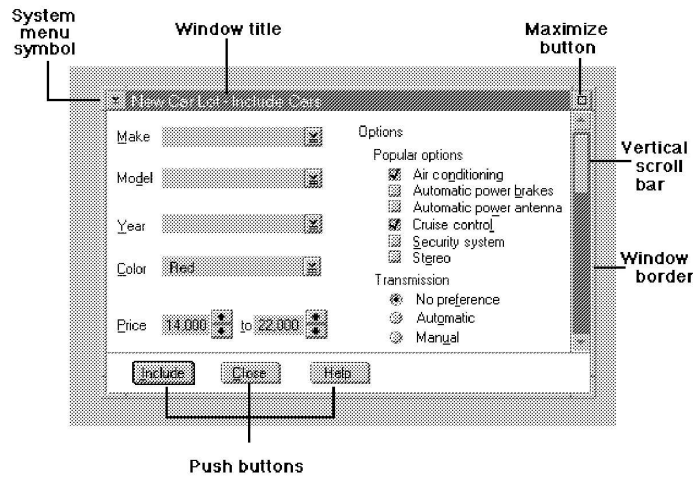 System
menu
symbol
Window title
Maximize
button
New Car Lot - Include Cars
Make
Model
Year
Color Red
Price 14,000 to 22,000
Options
Popular options
Air conditioning
Automatic power brakes
Automatic power antenna
Cruise control
Security system
Stereo
Transmission
No preference
Automatic
Manual
Vertical
scroll
bar
Window
border
Include Close Help
Push buttons